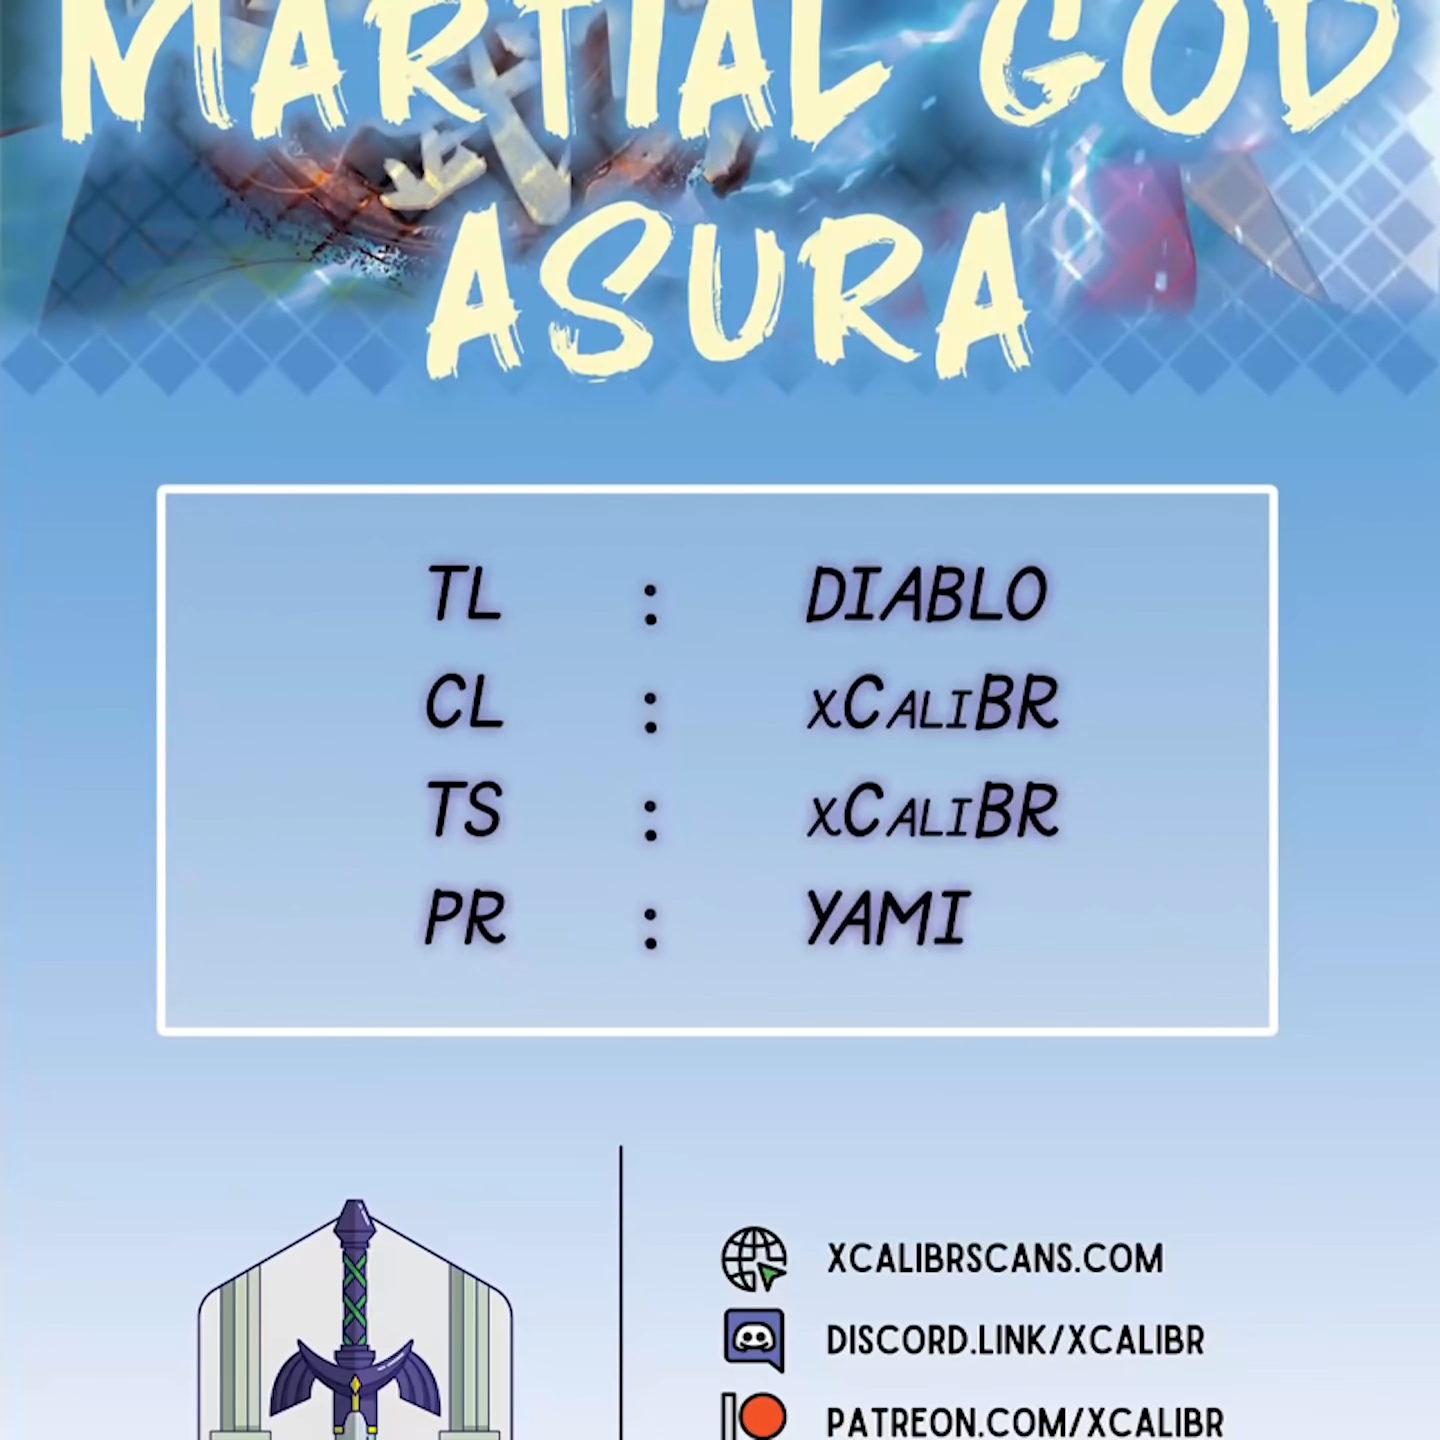 MARTIAL GOD
ASURA
TL : DIABLO
CL : xCALIBR
TS : xCALIBR
PR : YAMI
XCALIBRSCANS.COM
DISCORD.LINK/XCALIBR
PATREON.COM/XCALIBR